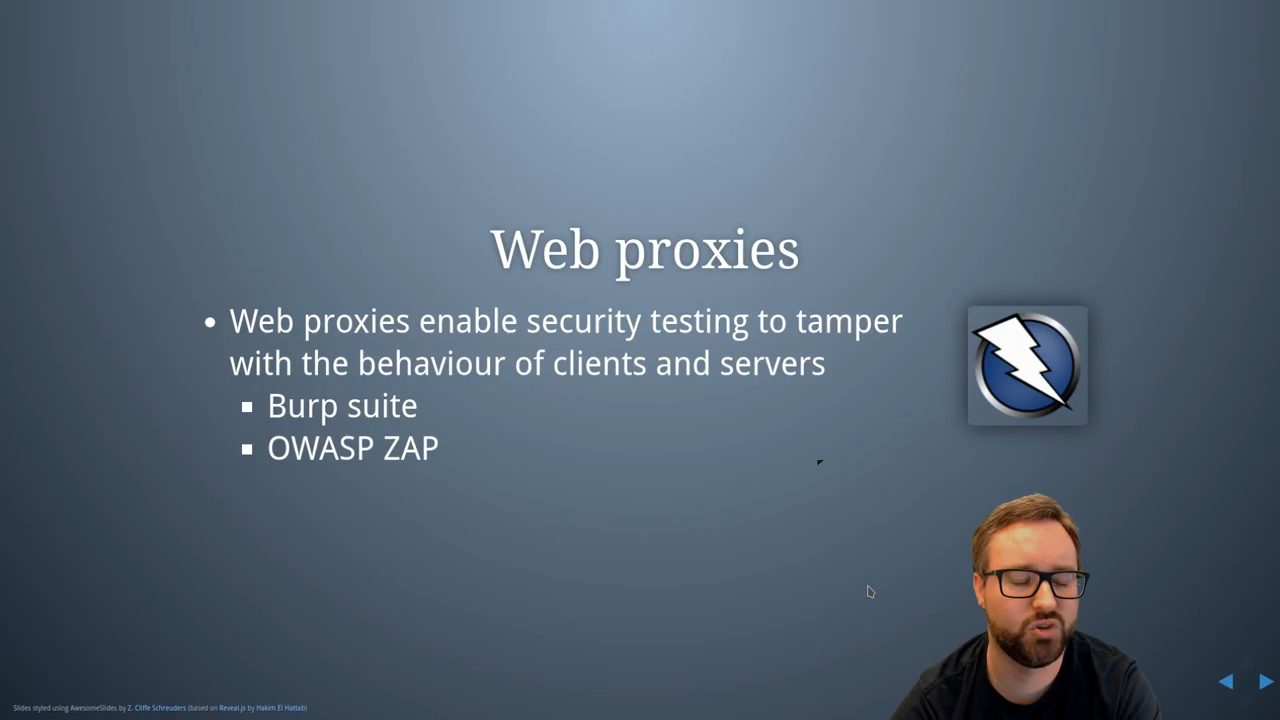 Web proxies
• Web proxies enable security testing to tamper
with the behaviour of clients and servers
▪ Burp suite
▪ OWASP ZAP
Slides styled using AwesomeSlides by Z. Cliffe Schreuders (based on Reveal.js by Hakim El Hattab)